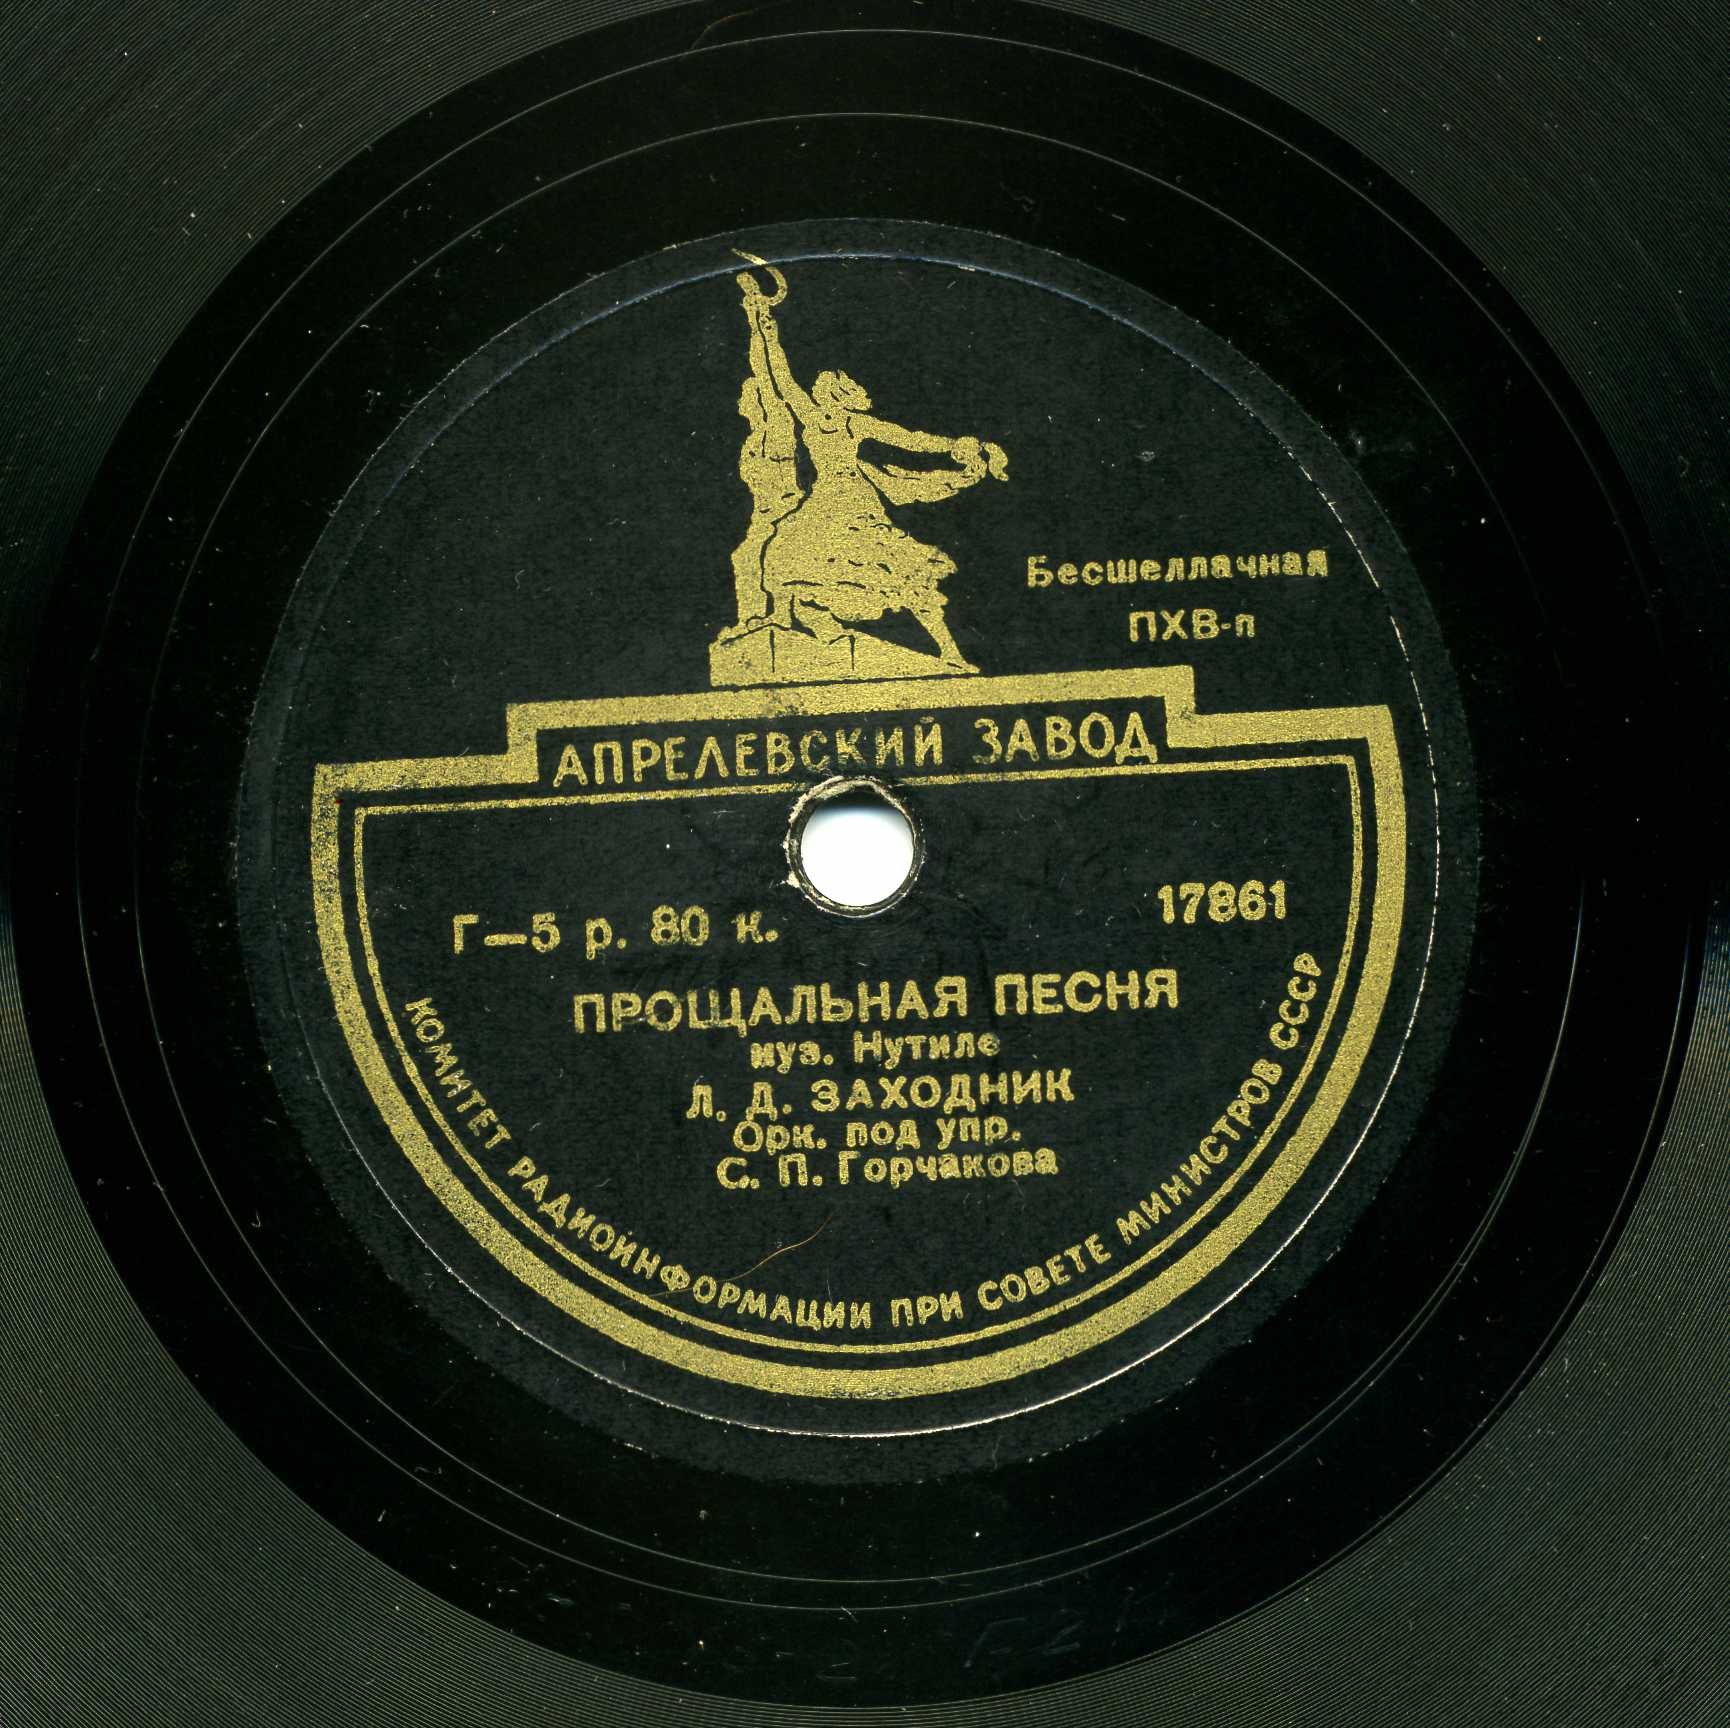 Бесшеллачная
ПХВ-п
АПРЕЛЕВСКИЙ ЗАВОД
Г—5 р. 80 к.
17861
ПРОЩАЛЬНАЯ ПЕСНЯ
муз. Нутиле
Л. Д. ЗАХОДНИК
Орк. под упр.
С. П. Горчакова
КОМИТЕТ РАДИОИНФОРМАЦИИ ПРИ СОВЕТЕ МИНИСТРОВ СССР